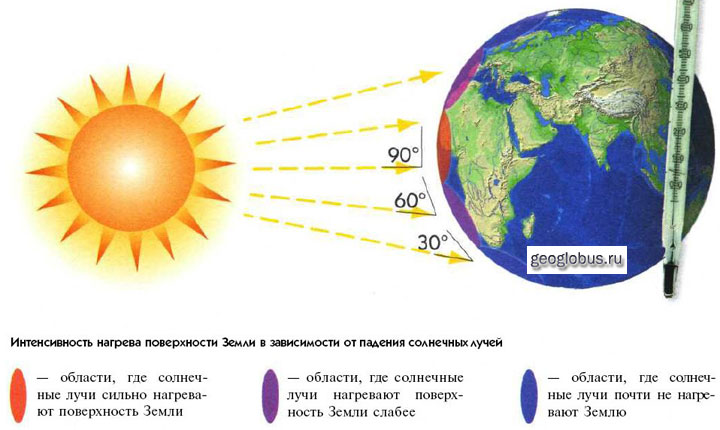 90°
60°
30°
geoglobus.ru
Интенсивность нагрева поверхности Земли в зависимости от падения солнечных лучей
— области, где солнеч-
ные лучи сильно нагрева-
ют поверхность Земли
— области, где солнечные
лучи нагревают поверх-
ность Земли слабее
— области, где солнеч-
ные лучи почти не нагре-
вают Землю